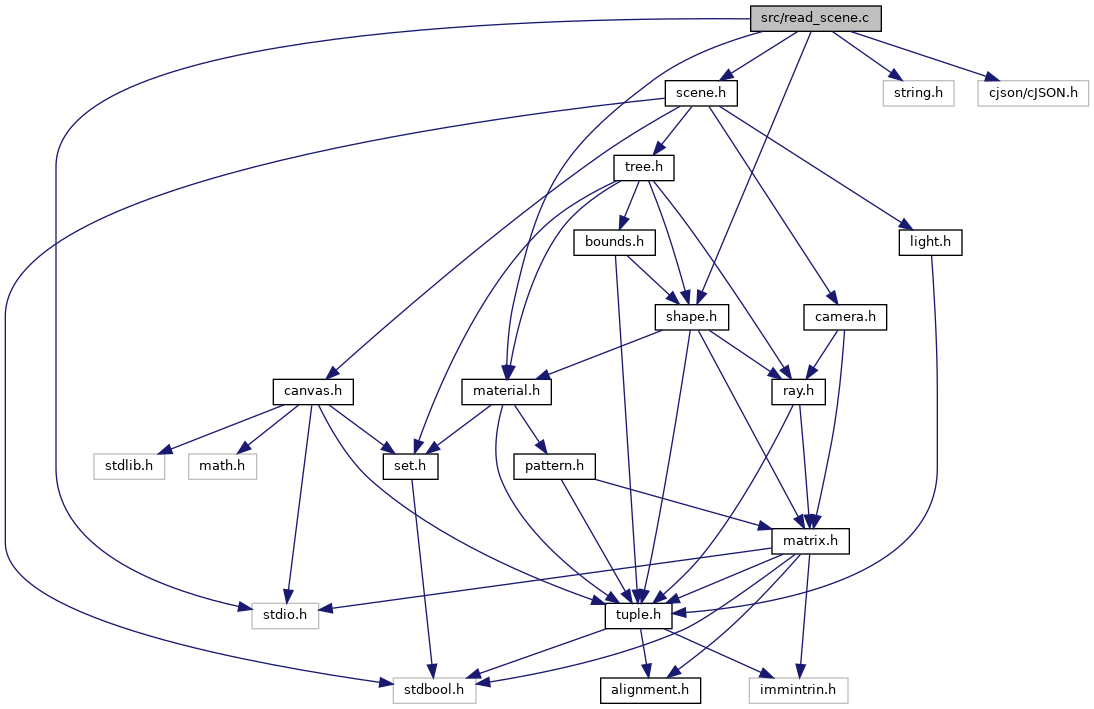 src/read_scene.c
scene.h
string.h
cjson/cJSON.h
tree.h
bounds.h
light.h
shape.h
camera.h
canvas.h
material.h
ray.h
stdlib.h
math.h
set.h
pattern.h
matrix.h
stdio.h
tuple.h
stdbool.h
alignment.h
immintrin.h